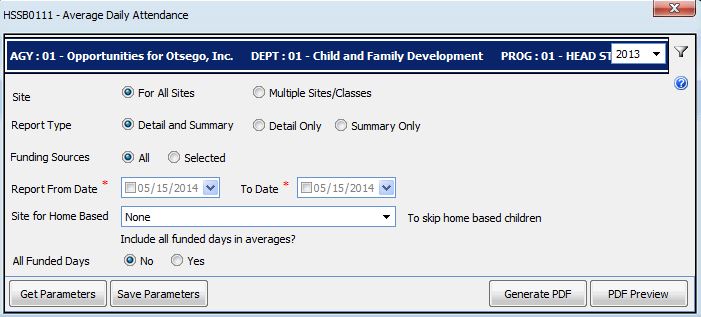 HSSB0111 - Average Daily Attendance
AGY : 01 - Opportunities for Otsego, Inc. DEPT : 01 - Child and Family Development PROG : 01 - HEAD ST 2013
Site For All Sites Multiple Sites/Classes
Report Type Detail and Summary Detail Only Summary Only
Funding Sources All Selected
Report From Date * 05/15/2014 To Date * 05/15/2014
Site for Home Based None To skip home based children
Include all funded days in averages?
All Funded Days No Yes
Get Parameters Save Parameters Generate PDF PDF Preview